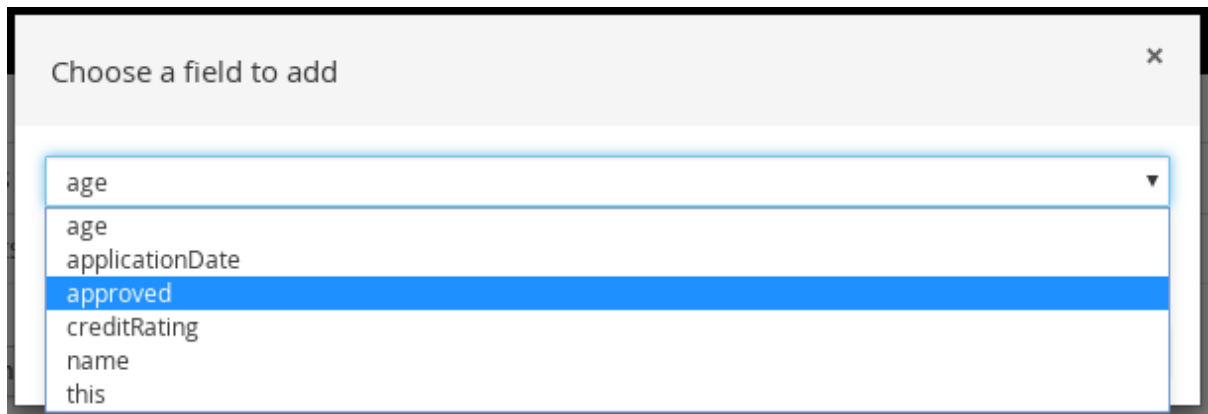 Choose a field to add
×
age
age
applicationDate
approved
creditRating
name
this